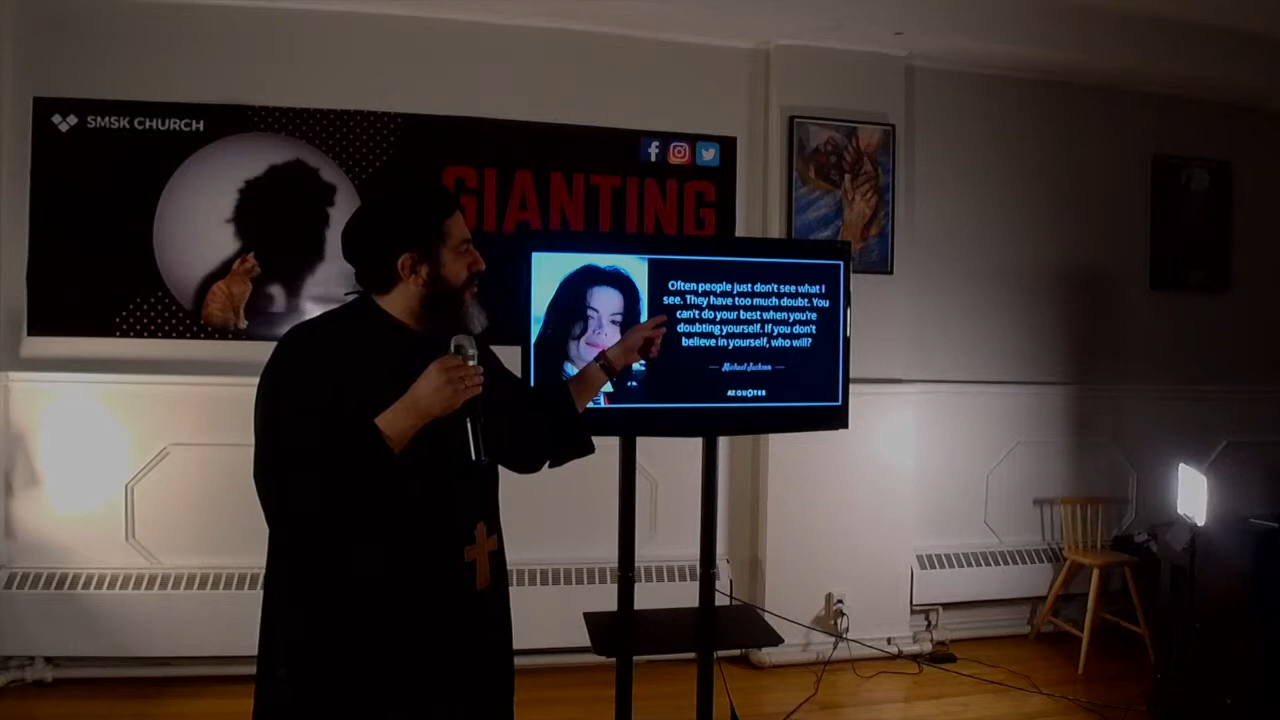 SMSK CHURCH
GIANTING
Often people just don't see what I
see. They have too much doubt. You
can't do your best when you're
doubting yourself. If you don't
believe in yourself, who will?
Michael Jackson
AZ QUOTES